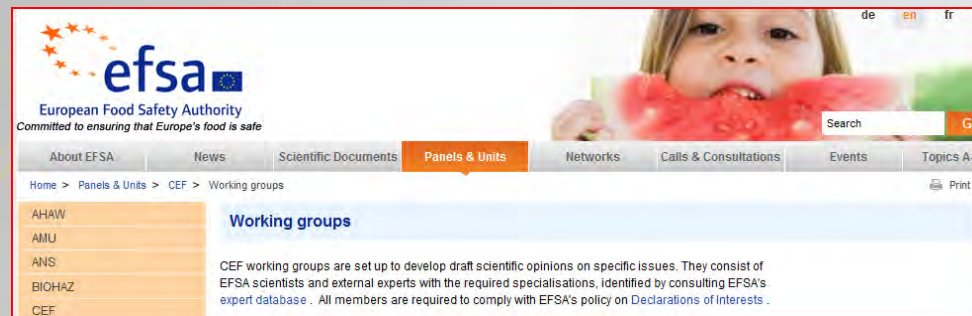 de en fr
efsa
European Food Safety Authority
Committed to ensuring that Europe's food is safe
Search
About EFSA News Scientific Documents Panels & Units Networks Calls & Consultations Events Topics
Home > Panels & Units > CEF > Working groups
Print
AHAW
AMU
ANS
BIOHAZ
CEF
Working groups
CEF working groups are set up to develop draft scientific opinions on specific issues. They consist of
EFSA scientists and external experts with the required specialisations, identified by consulting EFSA's
expert database . All members are required to comply with EFSA's policy on Declarations of Interests .